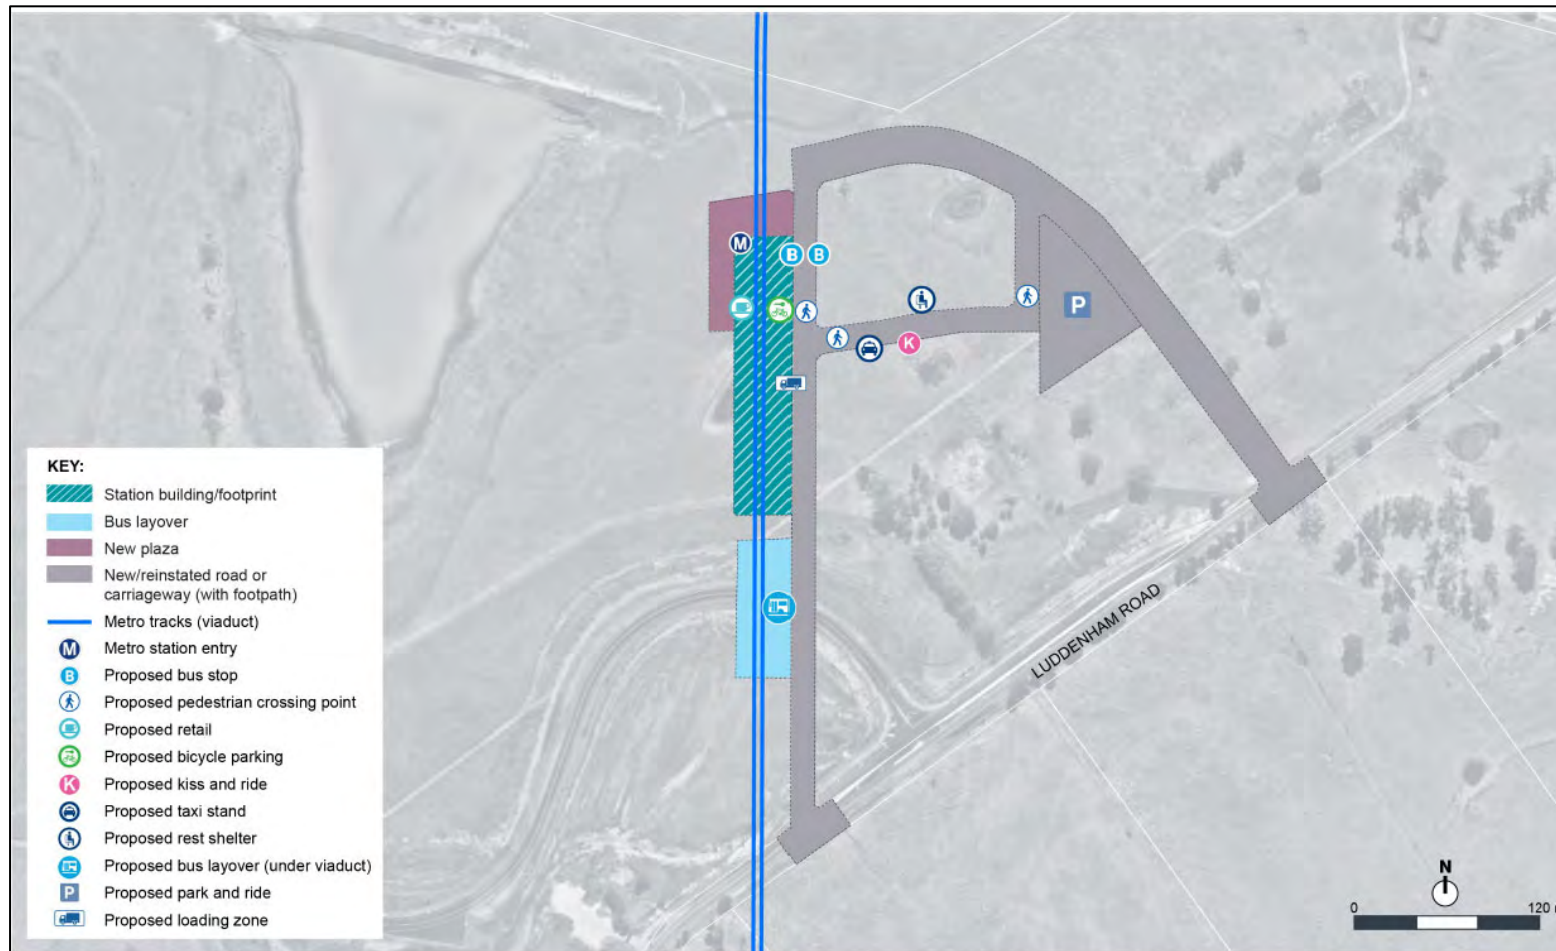 M
B B
P
K
LUDDENHAM ROAD
KEY:
Station building/footprint
Bus layover
New plaza
New/reinstated road or
carriageway (with footpath)
Metro tracks (viaduct)
M Metro station entry
B Proposed bus stop
Proposed pedestrian crossing point
Proposed retail
Proposed bicycle parking
K Proposed kiss and ride
Proposed taxi stand
Proposed rest shelter
Proposed bus layover (under viaduct)
P Proposed park and ride
Proposed loading zone
N
0 120